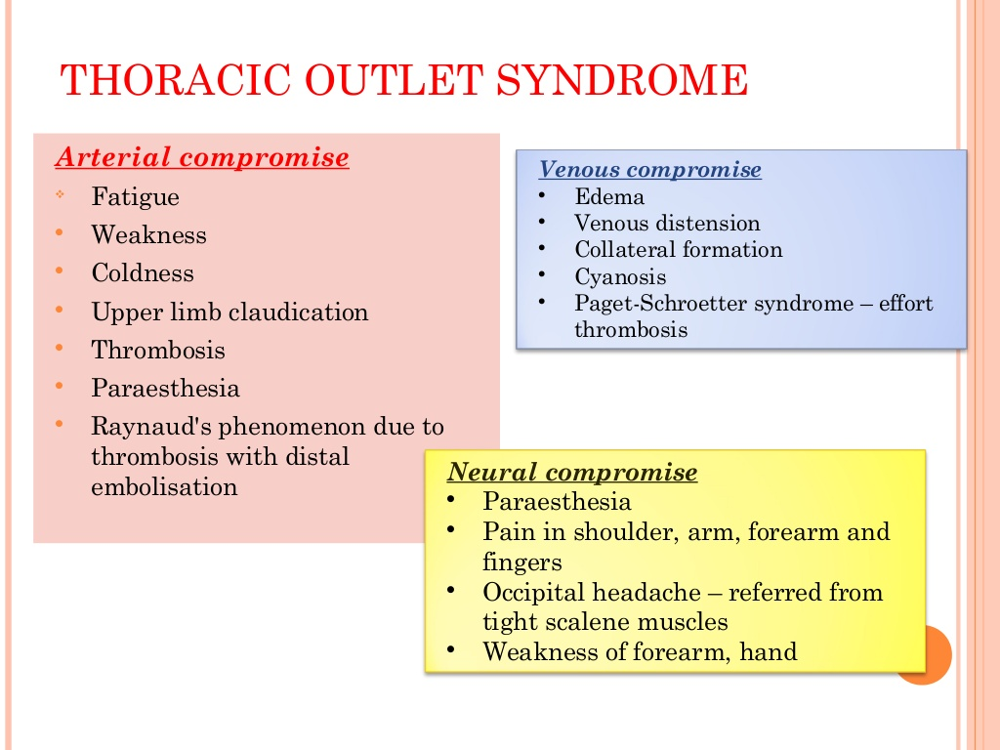 THORACIC OUTLET SYNDROME
Arterial compromise
❖ Fatigue
• Weakness
• Coldness
• Upper limb claudication
• Thrombosis
• Paraesthesia
• Raynaud's phenomenon due to
thrombosis with distal
embolisation
Venous compromise
• Edema
• Venous distension
• Collateral formation
• Cyanosis
• Paget-Schroetter syndrome – effort
thrombosis
Neural compromise
• Paraesthesia
• Pain in shoulder, arm, forearm and
fingers
• Occipital headache – referred from
tight scalene muscles
• Weakness of forearm, hand